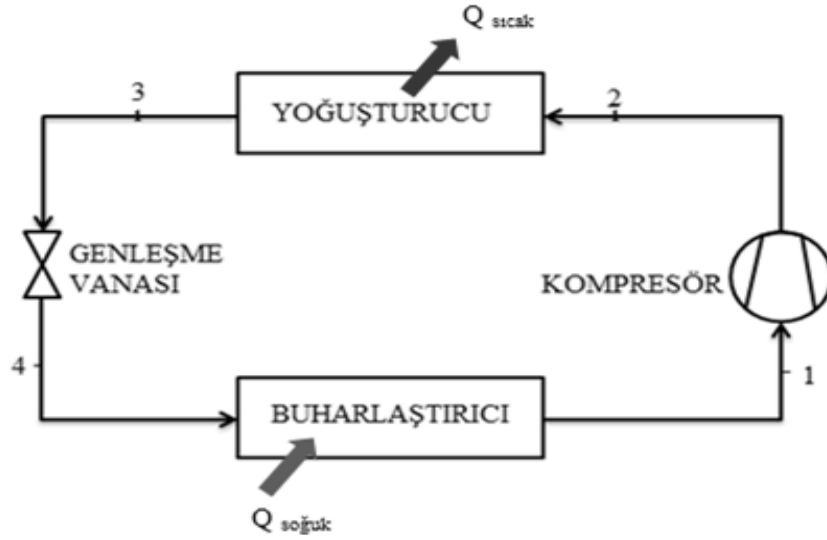 Q sıcak
3
2
YOĞUŞTURUCU
GENLEŞME
VANASI
KOMPRESÖR
4
1
BUHARLAŞTIRICI
Q soğuk